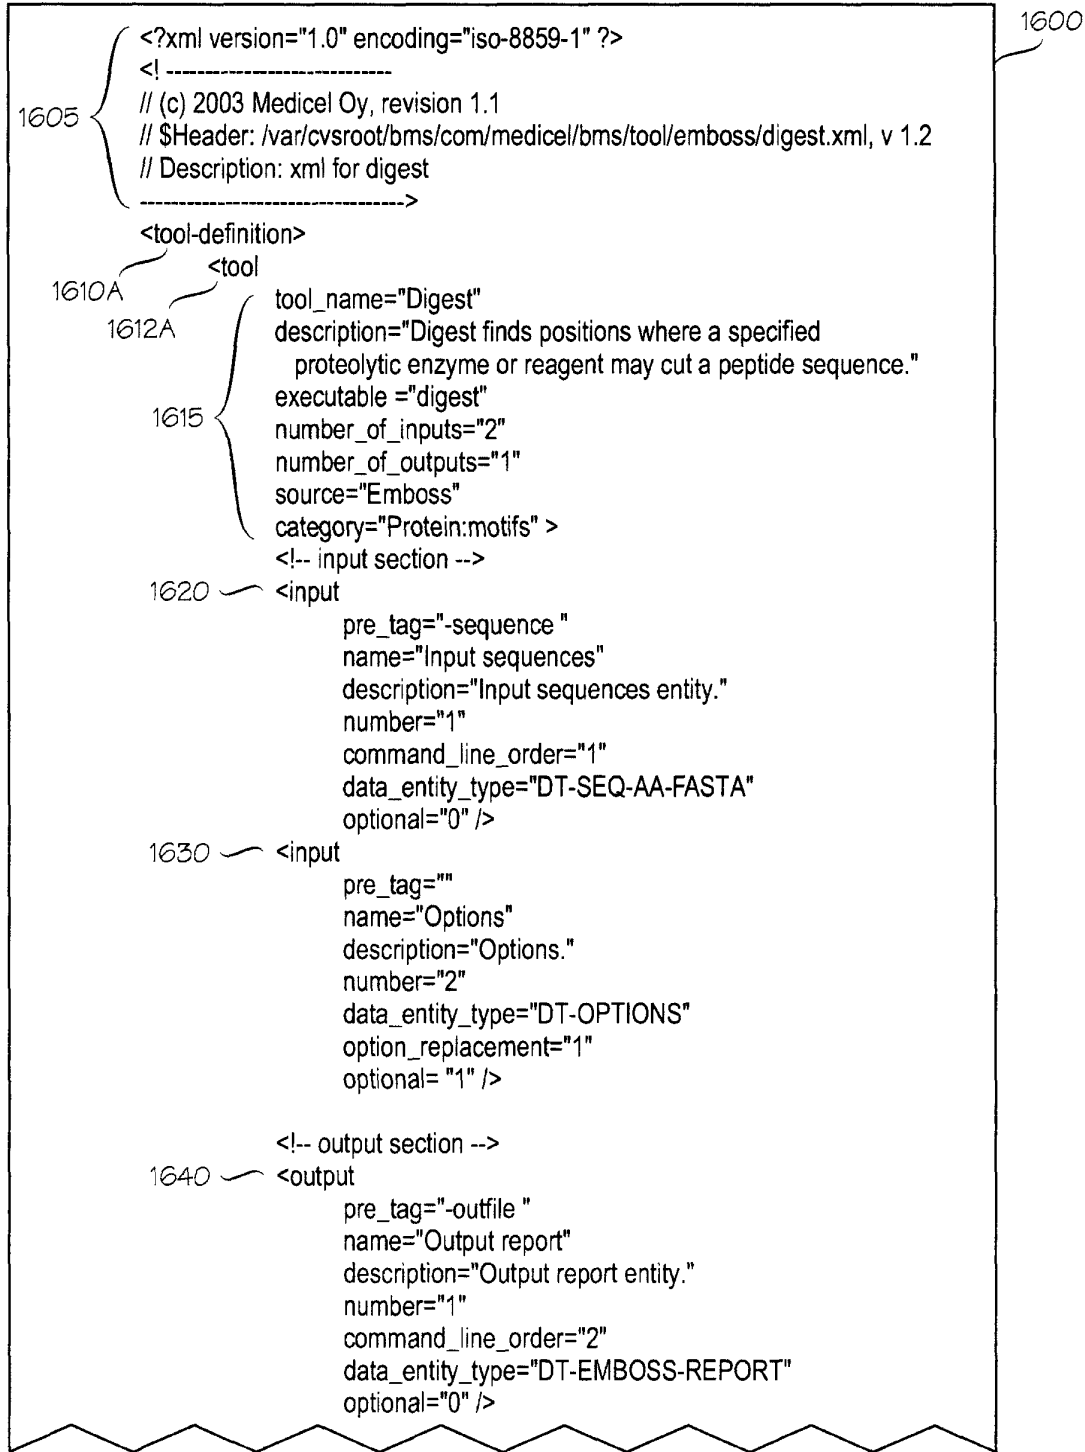 1600
<?xml version="1.0" encoding="iso-8859-1" ?>
<! -----------------------------
1605
// (c) 2003 Medicel Oy, revision 1.1
// $Header: /var/cvsroot/bms/com/medicel/bms/tool/emboss/digest.xml, v 1.2
// Description: xml for digest
---------------------------------->
<tool-definition>
1610A
<tool
1612A
tool_name="Digest"
description="Digest finds positions where a specified
proteolytic enzyme or reagent may cut a peptide sequence."
executable ="digest"
1615
number_of_inputs="2"
number_of_outputs="1"
source="Emboss"
category="Protein:motifs" >
<!-- input section -->
1620 <input
pre_tag="-sequence "
name="Input sequences"
description="Input sequences entity."
number="1"
command_line_order="1"
data_entity_type="DT-SEQ-AA-FASTA"
optional="0" />
1630 <input
pre_tag=""
name="Options"
description="Options."
number="2"
data_entity_type="DT-OPTIONS"
option_replacement="1"
optional= "1" />
<!-- output section -->
1640 <output
pre_tag="-outfile "
name="Output report"
description="Output report entity."
number="1"
command_line_order="2"
data_entity_type="DT-EMBOSS-REPORT"
optional="0" />